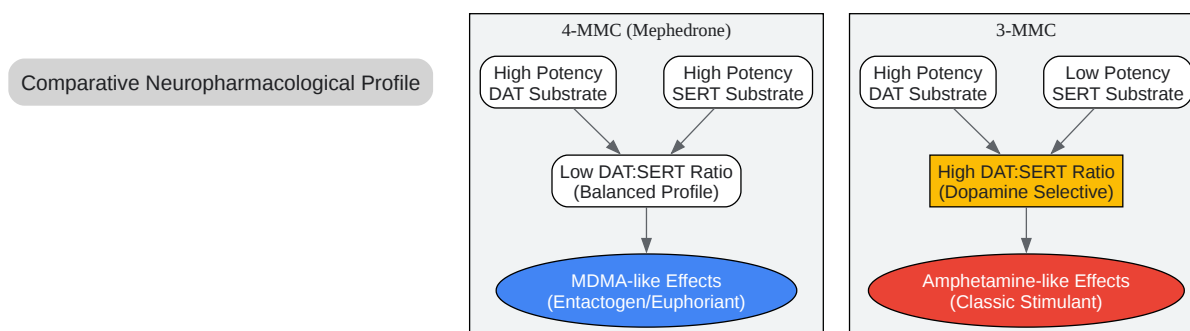 Comparative Neuropharmacological Profile
4-MMC (Mephedrone)
High Potency
DAT Substrate
High Potency
SERT Substrate
Low DAT:SERT Ratio
(Balanced Profile)
MDMA-like Effects
(Entactogen/Euphoriant)
3-MMC
High Potency
DAT Substrate
Low Potency
SERT Substrate
High DAT:SERT Ratio
(Dopamine Selective)
Amphetamine-like Effects
(Classic Stimulant)